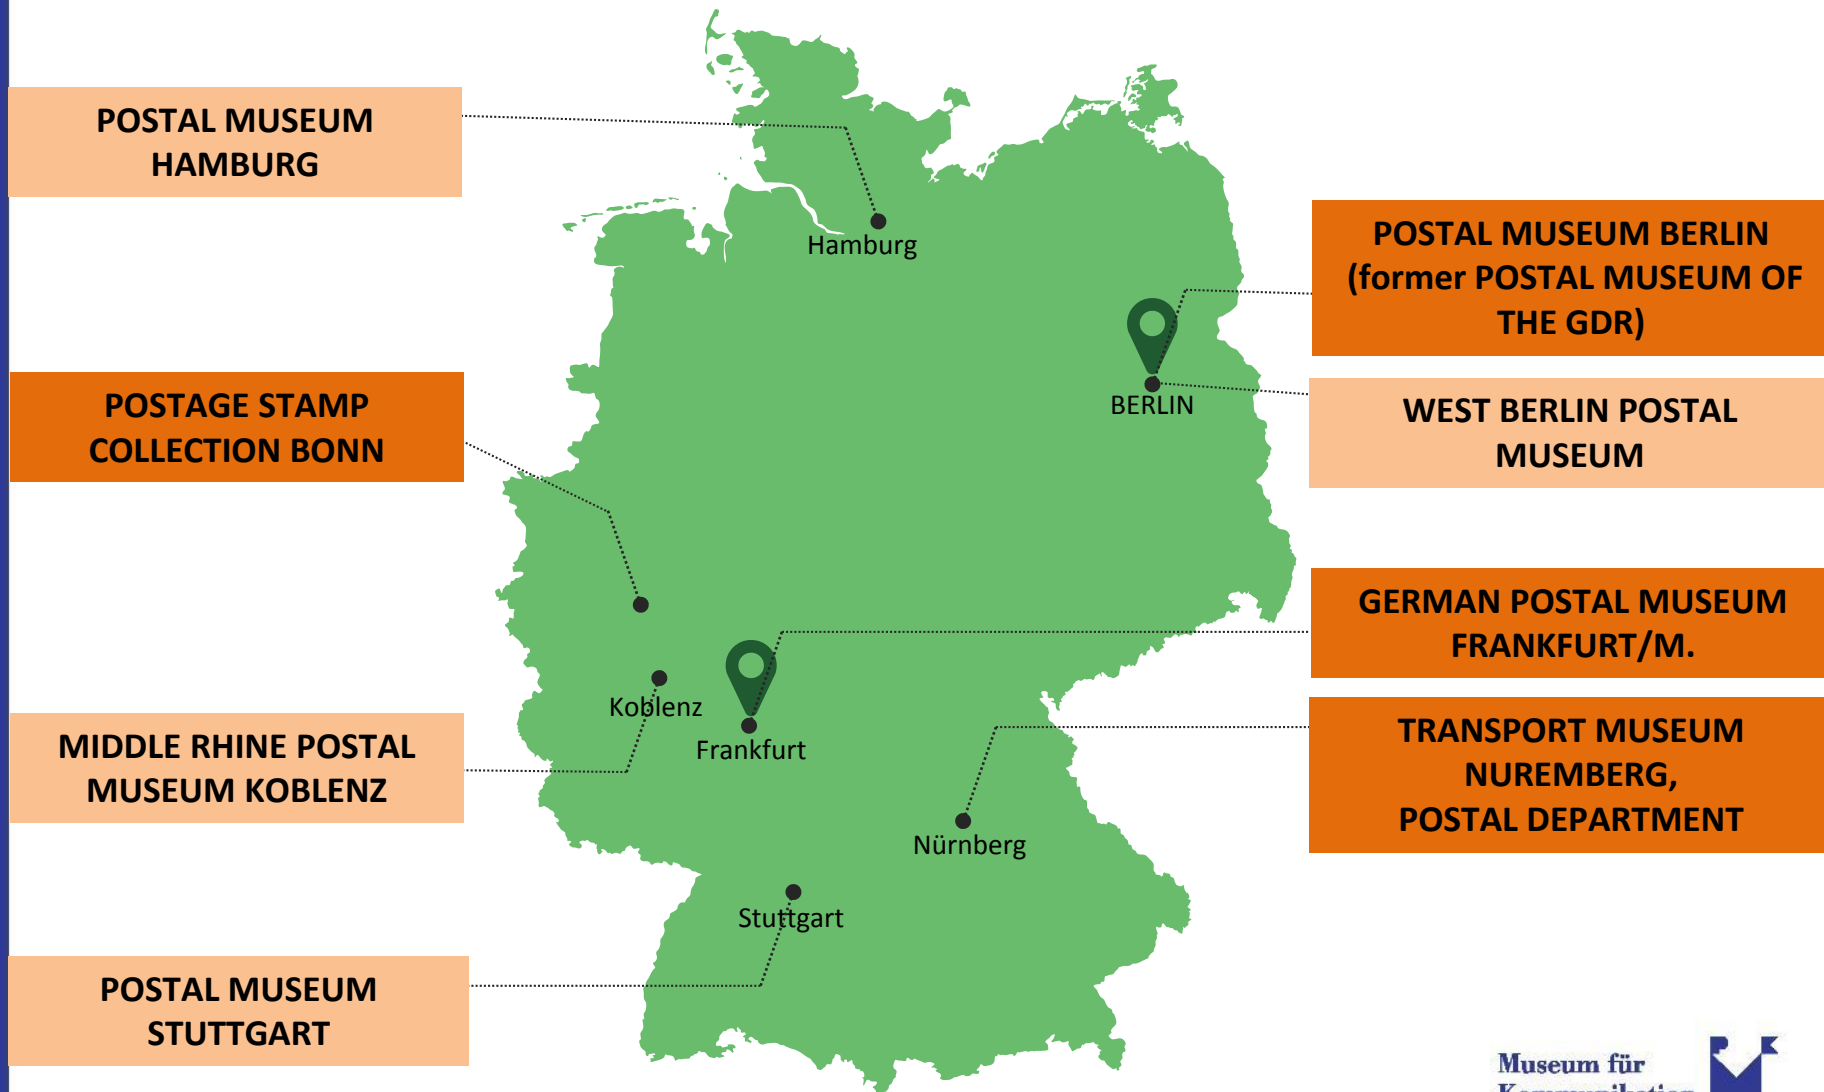 POSTAL MUSEUM
HAMBURG
Hamburg
POSTAL MUSEUM BERLIN
(former POSTAL MUSEUM OF
THE GDR)
BERLIN
WEST BERLIN POSTAL
MUSEUM
POSTAGE STAMP
COLLECTION BONN
GERMAN POSTAL MUSEUM
FRANKFURT/M.
Koblenz
Frankfurt
MIDDLE RHINE POSTAL
MUSEUM KOBLENZ
TRANSPORT MUSEUM
NUREMBERG,
POSTAL DEPARTMENT
Nürnberg
Stuttgart
POSTAL MUSEUM
STUTTGART
Museum für
Kommunikation